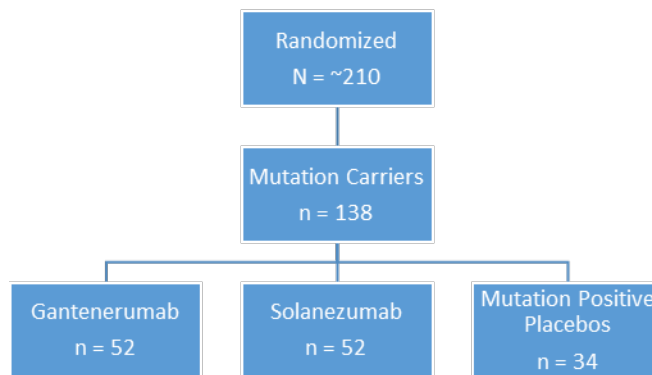 Randomized
N = ~210
Mutation Carriers
n = 138
Gantenerumab
n = 52
Solanezumab
n = 52
Mutation Positive
Placebos
n = 34